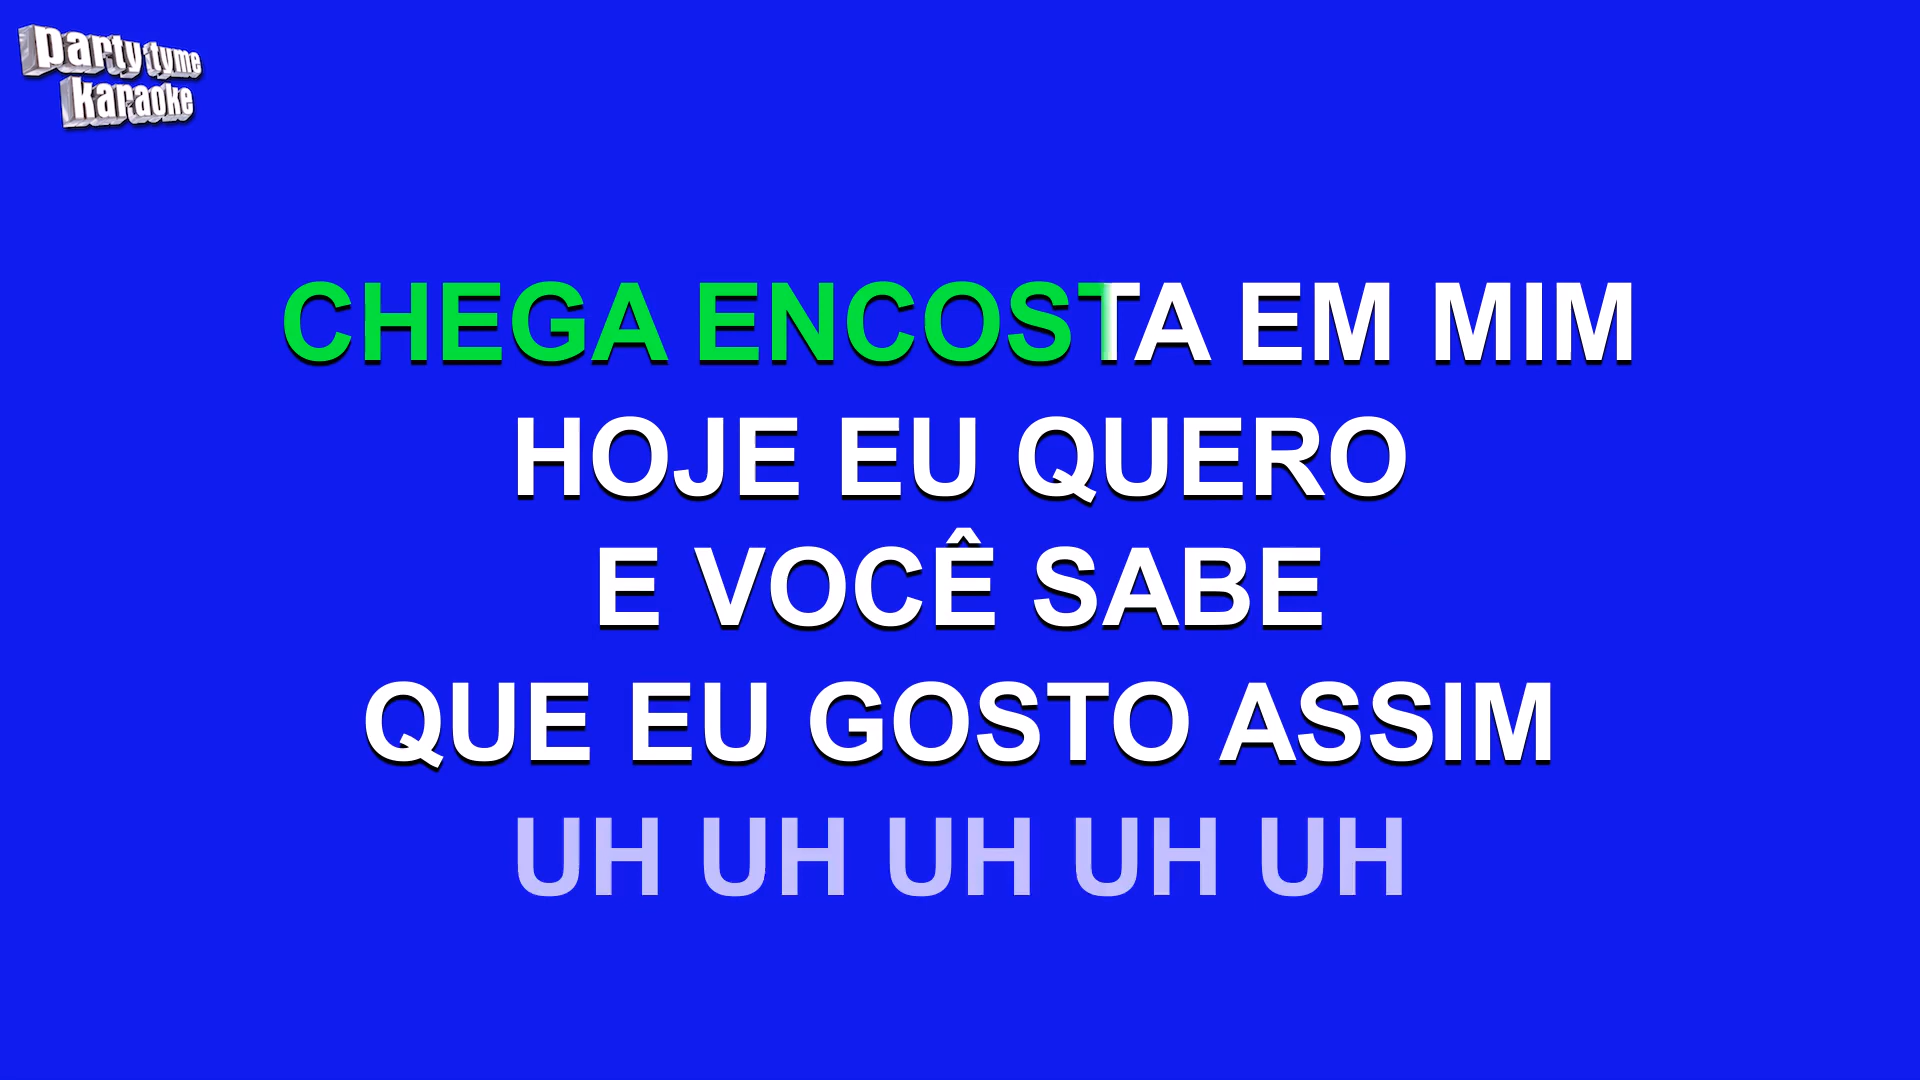 party tyme
karaoke
CHEGA ENCOSTA EM MIM
HOJE EU QUERO
E VOCÊ SABE
QUE EU GOSTO ASSIM
UH UH UH UH UH